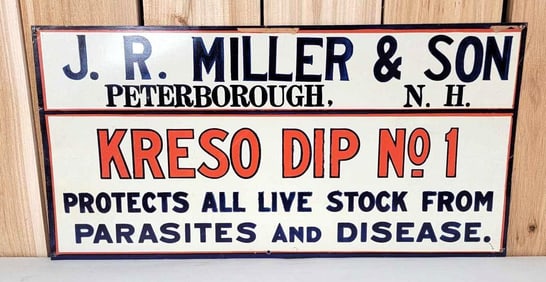 J. R. MILLER & SON
PETERBOROUGH, N. H.
KRESO DIP Nº 1
PROTECTS ALL LIVE STOCK FROM
PARASITES AND DISEASE.